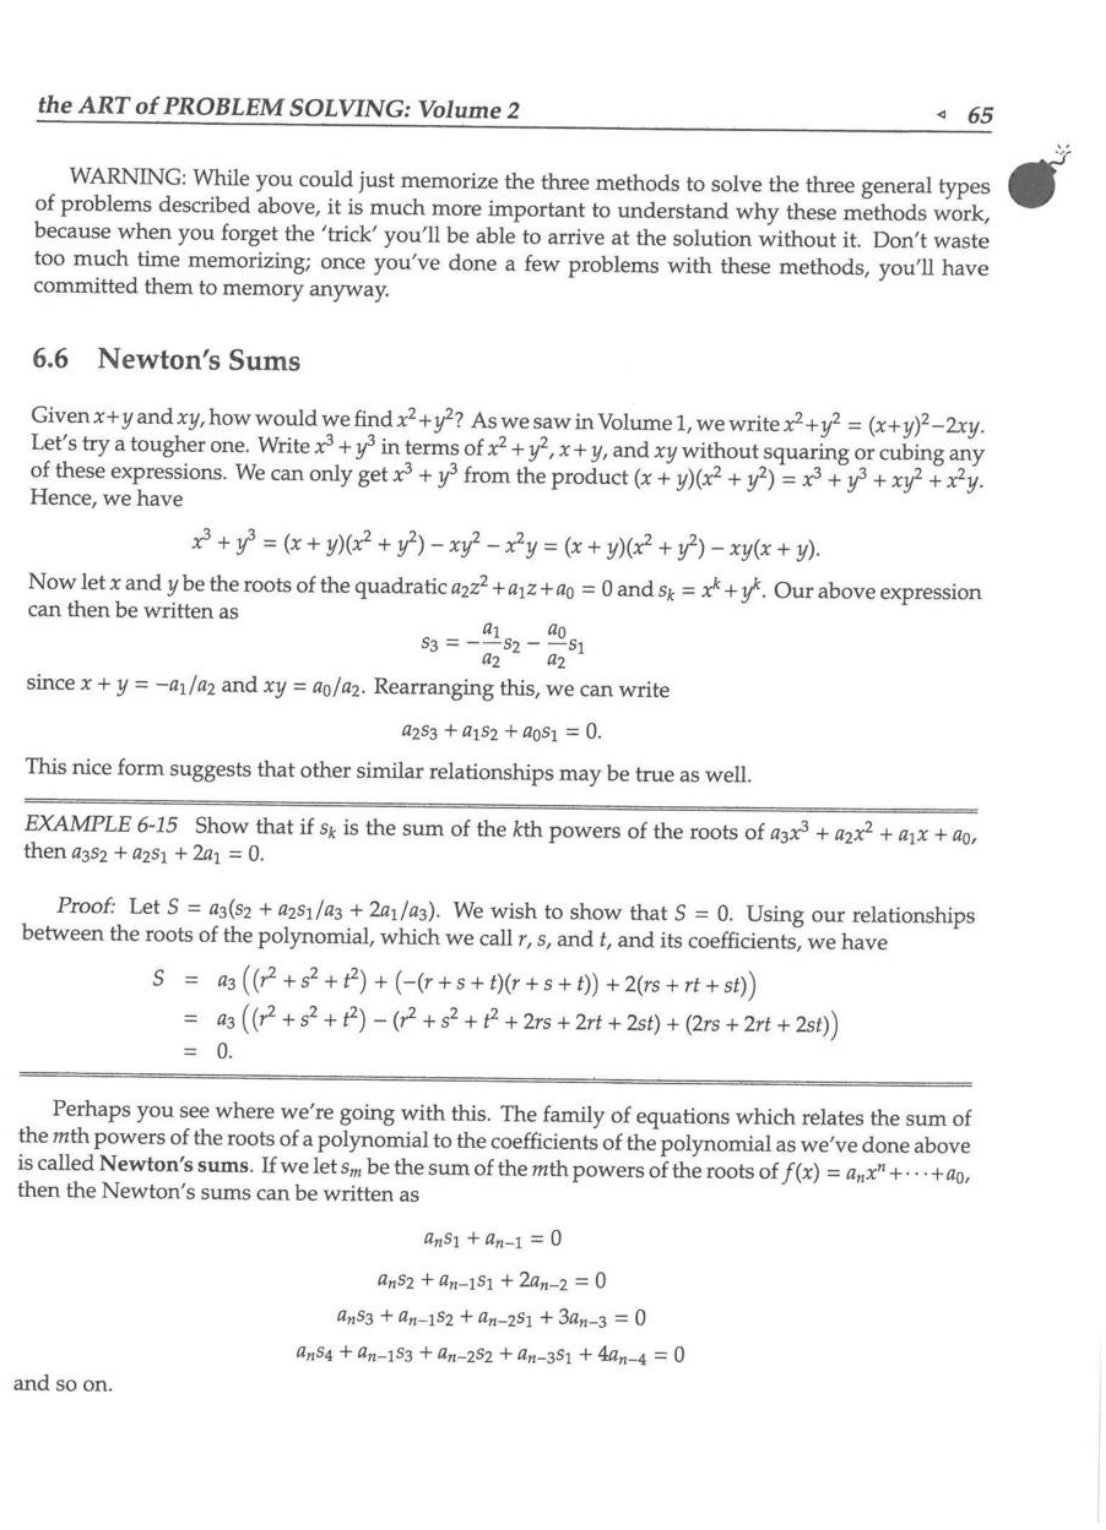 the ART of PROBLEM SOLVING: Volume 2 ◃ 65
WARNING: While you could just memorize the three methods to solve the three general types
of problems described above, it is much more important to understand why these methods work,
because when you forget the ‘trick’ you’ll be able to arrive at the solution without it. Don’t waste
too much time memorizing; once you’ve done a few problems with these methods, you’ll have
committed them to memory anyway.
6.6 Newton’s Sums
Given x+y and xy, how would we find x²+y²? As we saw in Volume 1, we write x²+y² = (x+y)²−2xy.
Let’s try a tougher one. Write x³ + y³ in terms of x² + y², x + y, and xy without squaring or cubing any
of these expressions. We can only get x³ + y³ from the product (x + y)(x² + y²) = x³ + y³ + xy² + x²y.
Hence, we have
x³ + y³ = (x + y)(x² + y²) − xy² − x²y = (x + y)(x² + y²) − xy(x + y).
Now let x and y be the roots of the quadratic a₂z² + a₁z + a₀ = 0 and sₖ = xᵏ + yᵏ. Our above expression
can then be written as
s₃ = −a₁/a₂ s₂ − a₀/a₂ s₁
since x + y = −a₁/a₂ and xy = a₀/a₂. Rearranging this, we can write
a₂s₃ + a₁s₂ + a₀s₁ = 0.
This nice form suggests that other similar relationships may be true as well.
EXAMPLE 6-15 Show that if sₖ is the sum of the kth powers of the roots of a₃x³ + a₂x² + a₁x + a₀,
then a₃s₂ + a₂s₁ + 2a₁ = 0.
Proof: Let S = a₃(s₂ + a₂s₁/a₃ + 2a₁/a₃). We wish to show that S = 0. Using our relationships
between the roots of the polynomial, which we call r, s, and t, and its coefficients, we have
S = a₃ ((r² + s² + t²) + (−(r + s + t)(r + s + t)) + 2(rs + rt + st))
= a₃ ((r² + s² + t²) − (r² + s² + t² + 2rs + 2rt + 2st) + (2rs + 2rt + 2st))
= 0.
Perhaps you see where we’re going with this. The family of equations which relates the sum of
the mth powers of the roots of a polynomial to the coefficients of the polynomial as we’ve done above
is called Newton’s sums. If we let sₘ be the sum of the mth powers of the roots of f(x) = aₙxⁿ + ··· + a₀,
then the Newton’s sums can be written as
aₙs₁ + aₙ₋₁ = 0
aₙs₂ + aₙ₋₁s₁ + 2aₙ₋₂ = 0
aₙs₃ + aₙ₋₁s₂ + aₙ₋₂s₁ + 3aₙ₋₃ = 0
aₙs₄ + aₙ₋₁s₃ + aₙ₋₂s₂ + aₙ₋₃s₁ + 4aₙ₋₄ = 0
and so on.